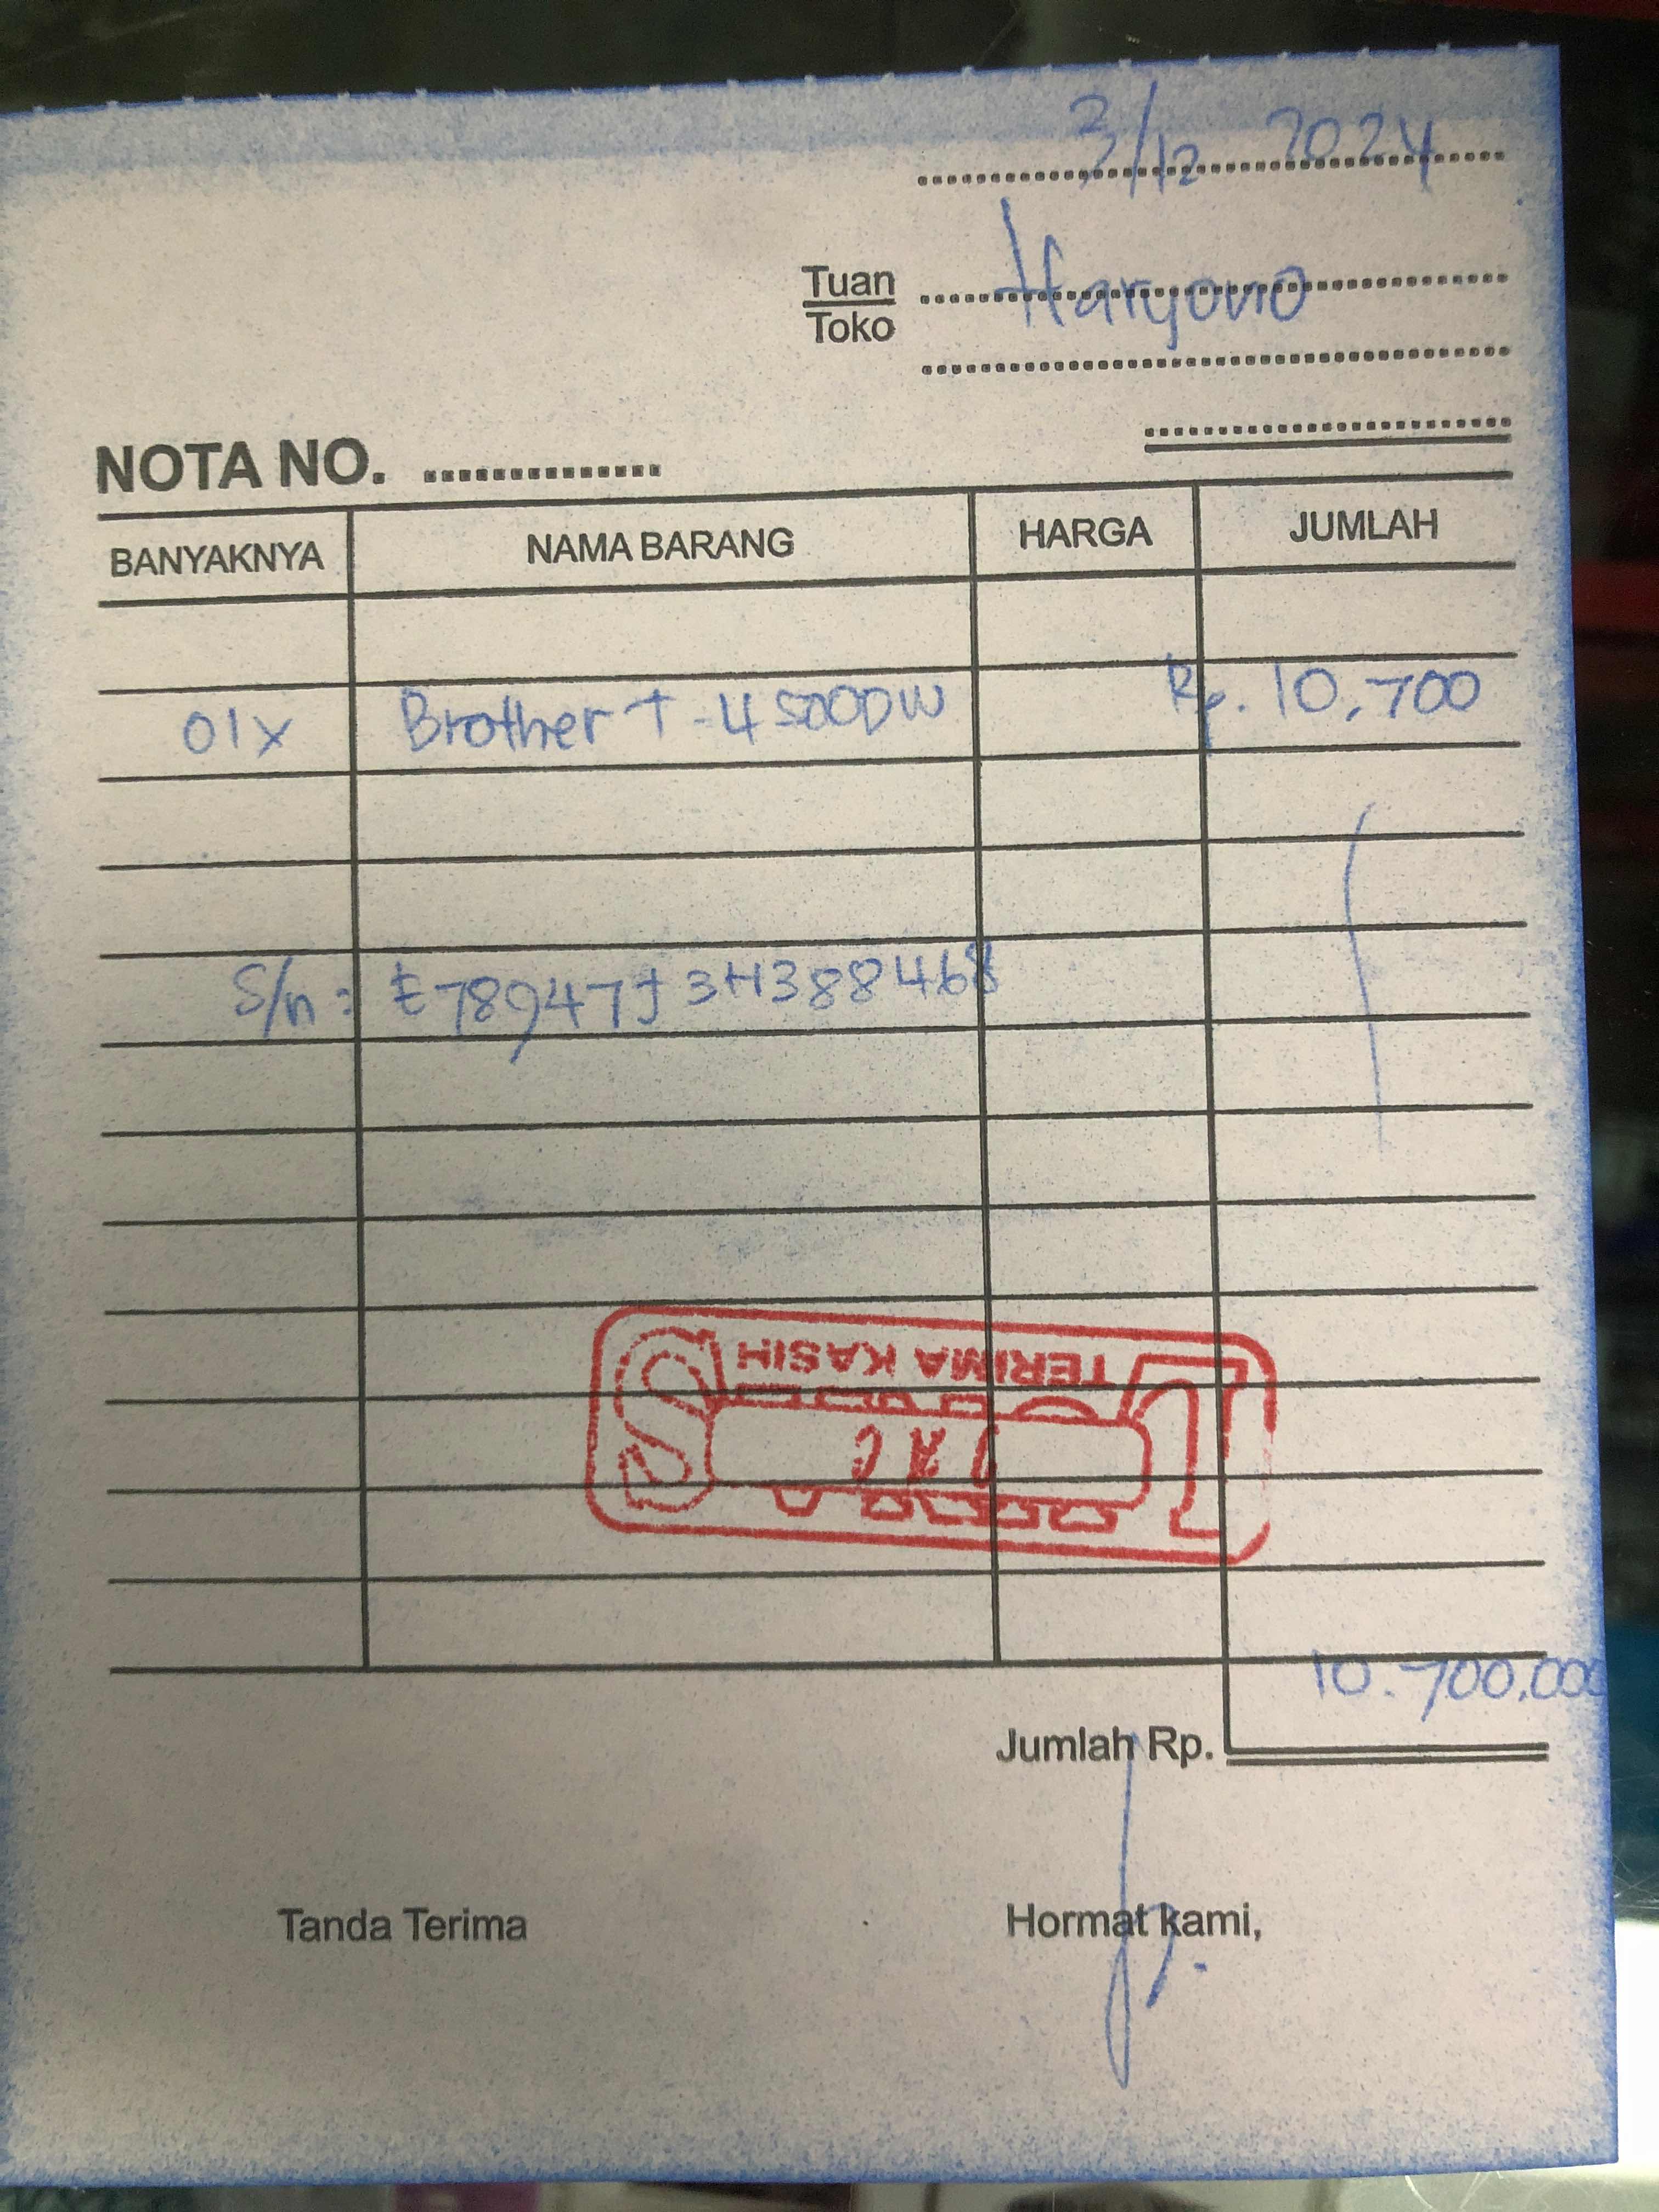 3/12 2024
Tuan Haryono
Toko
NOTA NO. ...............
BANYAKNYA NAMA BARANG HARGA JUMLAH
01x Brother T-4500DW Rp. 10,700
S/n: E78947J3H388468
TERIMA KASIH
10.700.000
Jumlah Rp.
Tanda Terima Hormat kami,